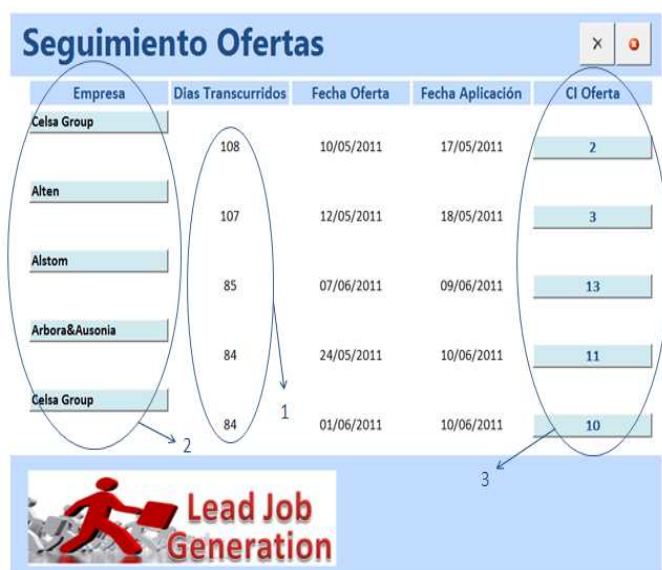 Seguimiento Ofertas
Empresa Dias Transcurridos Fecha Oferta Fecha Aplicación CI Oferta
Celsa Group
108 10/05/2011 17/05/2011 2
Alten
107 12/05/2011 18/05/2011 3
Alstom
85 07/06/2011 09/06/2011 13
Arbora&Ausonia
84 24/05/2011 10/06/2011 11
Celsa Group
84 01/06/2011 10/06/2011 10
1
2
3
Lead Job
Generation